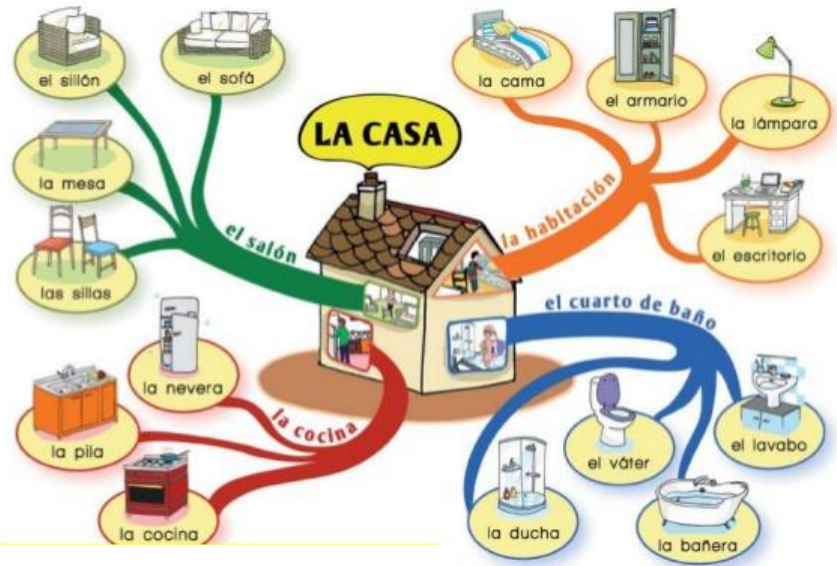 LA CASA
el salón
el sillón
el sofá
la mesa
las sillas
la habitación
la cama
el armario
la lámpara
el escritorio
la cocina
la nevera
la pila
la cocina
el cuarto de baño
la ducha
el váter
la bañera
el lavabo